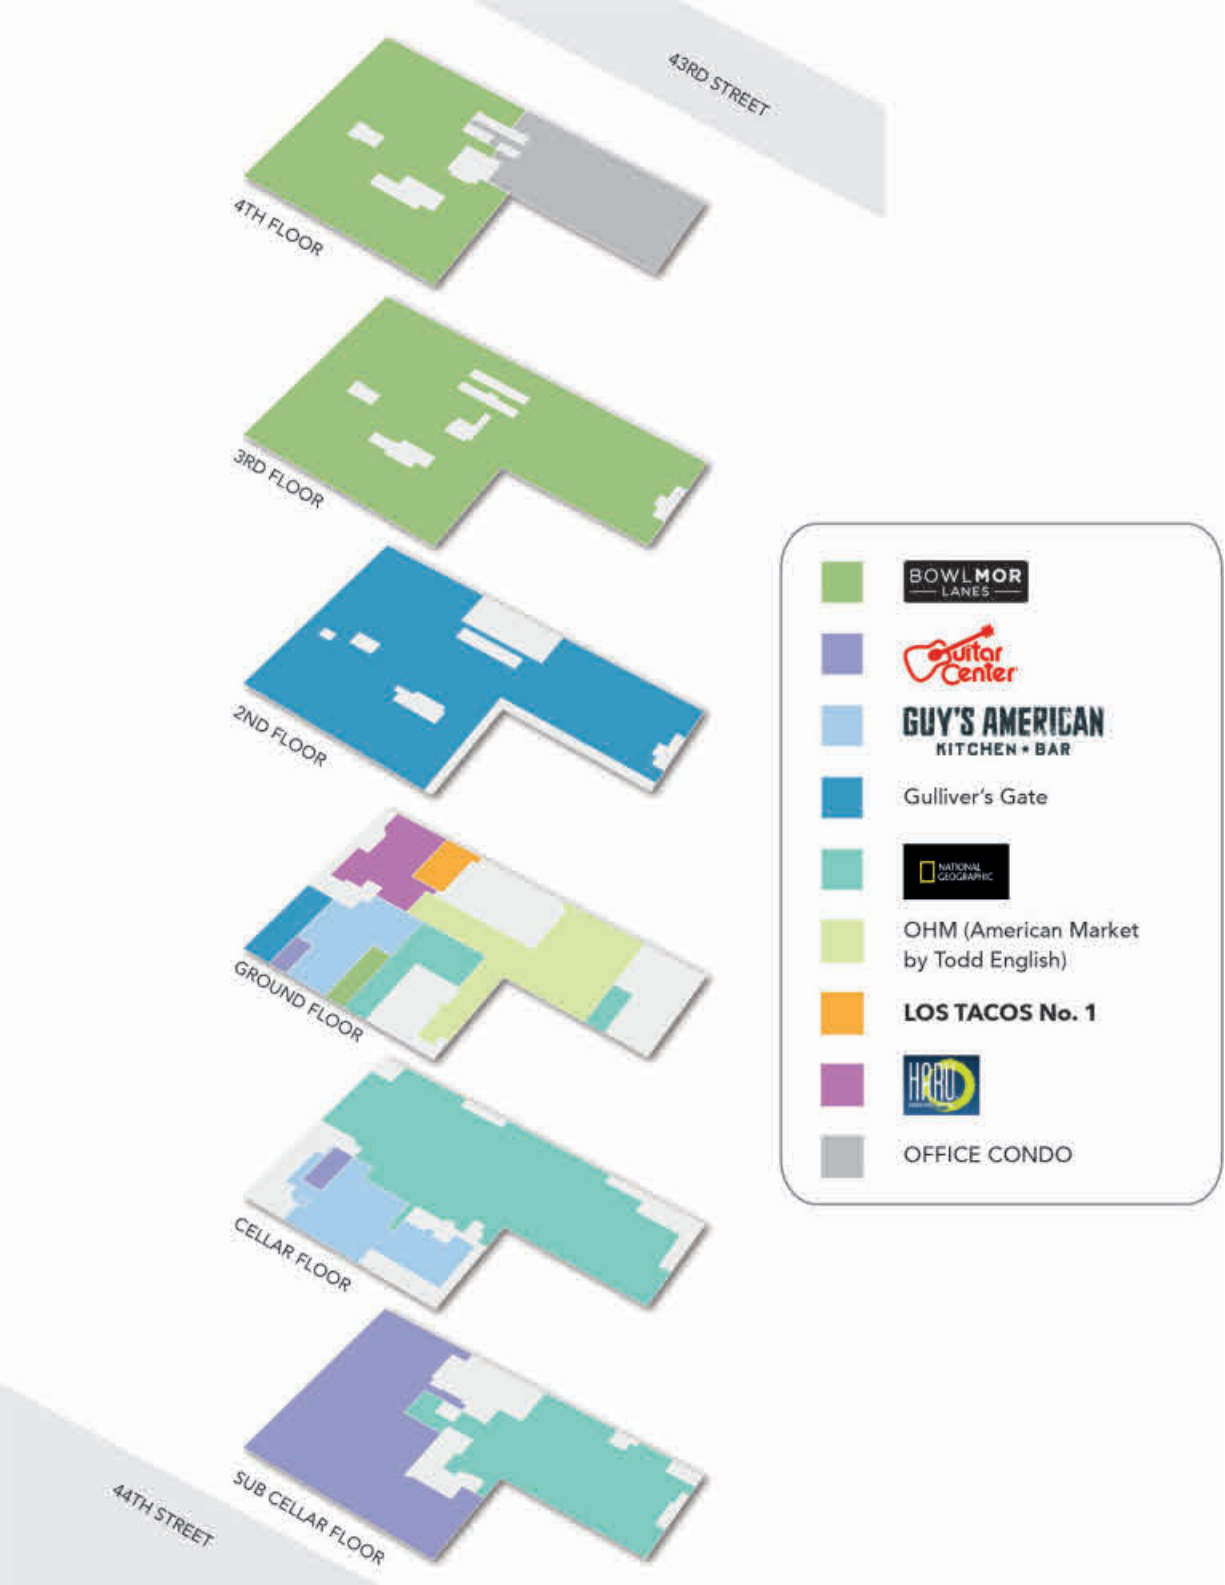 43RD STREET
4TH FLOOR
3RD FLOOR
2ND FLOOR
GROUND FLOOR
CELLAR FLOOR
SUB CELLAR FLOOR
44TH STREET
BOWLMOR
LANES
Guitar
Center
GUY'S AMERICAN
KITCHEN • BAR
Gulliver's Gate
NATIONAL
GEOGRAPHIC
OHM (American Market
by Todd English)
LOS TACOS No. 1
HARU
OFFICE CONDO